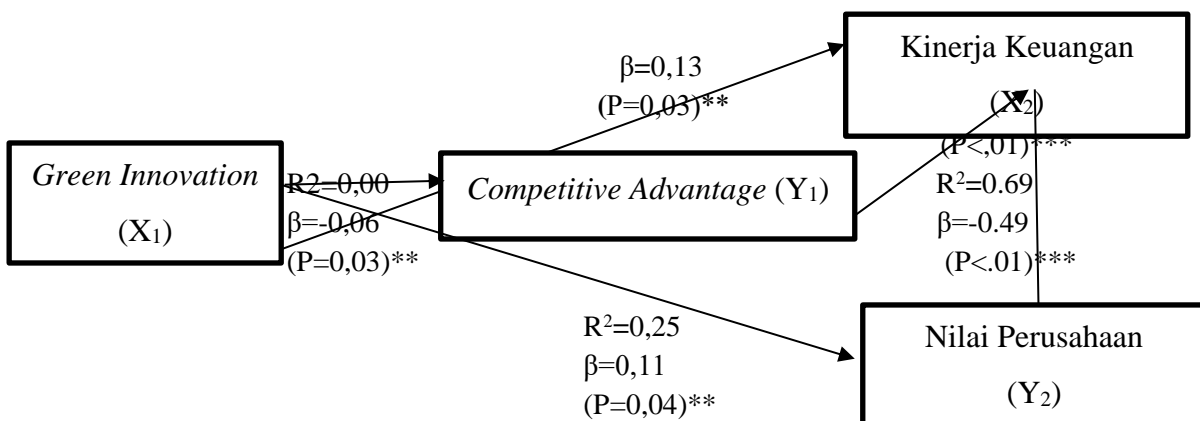 Kinerja Keuangan
(X₂)
β=0,13
(P=0,03)**
Green Innovation
(X₁)
R2=0,00
β=-0,06
(P=0,03)**
Competitive Advantage (Y₁)
(P<,01)***
R²=0.69
β=-0.49
(P<.01)***
R²=0,25
β=0,11
(P=0,04)**
Nilai Perusahaan
(Y₂)